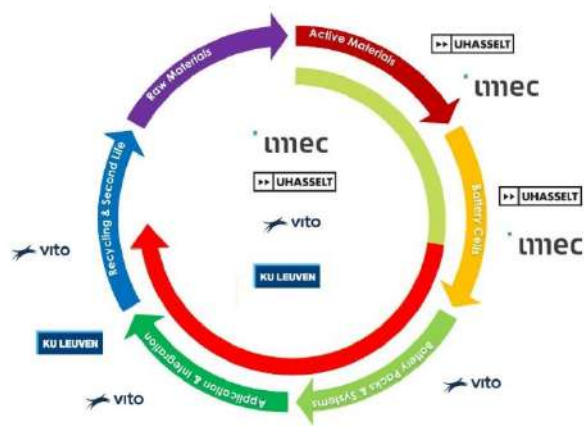 Active Materials
UHASSELT
imec
Raw Materials
imec
UHASSELT
vito
KU LEUVEN
Battery Cells
UHASSELT
imec
Recycling & Second Life
vito
KU LEUVEN
vito
Application & Integration
Battery Packs & Systems
vito